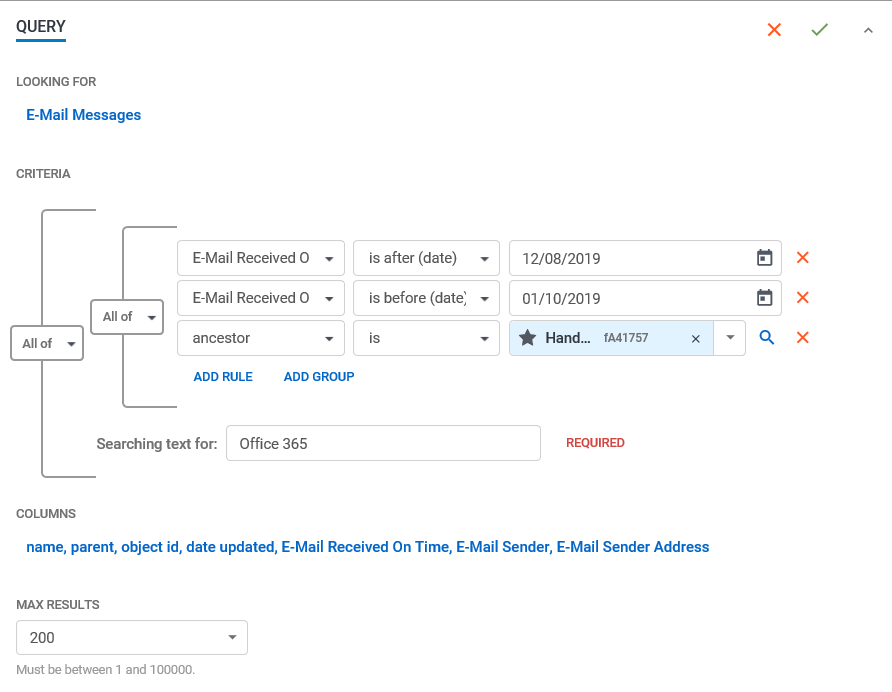 QUERY
LOOKING FOR
E-Mail Messages
CRITERIA
E-Mail Received O is after (date) 12/08/2019
E-Mail Received O is before (date) 01/10/2019
All of
ancestor is Hand... fA41757
All of
ADD RULE ADD GROUP
Searching text for: Office 365 REQUIRED
COLUMNS
name, parent, object id, date updated, E-Mail Received On Time, E-Mail Sender, E-Mail Sender Address
MAX RESULTS
200
Must be between 1 and 100000.